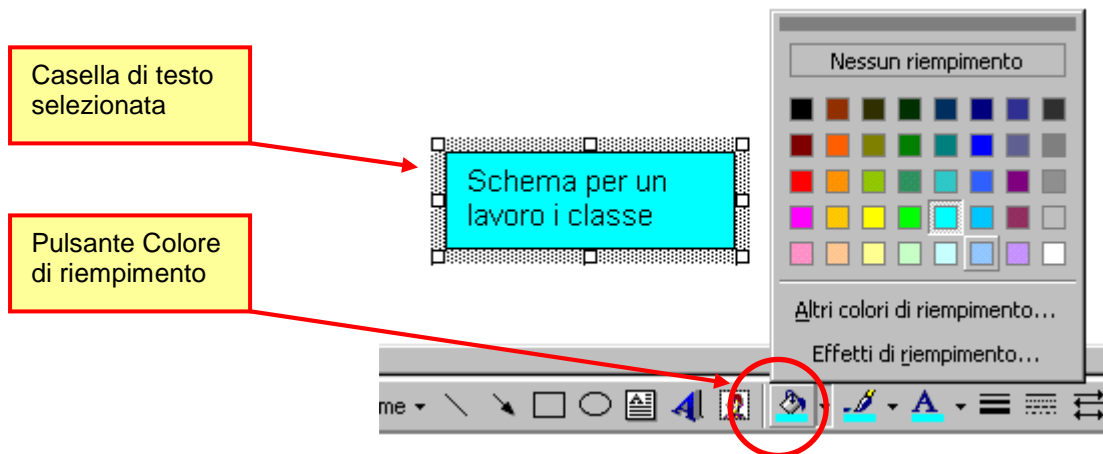 Casella di testo
selezionata
Nessun riempimento
Schema per un
lavoro i classe
Pulsante Colore
di riempimento
Altri colori di riempimento...
Effetti di riempimento...
me